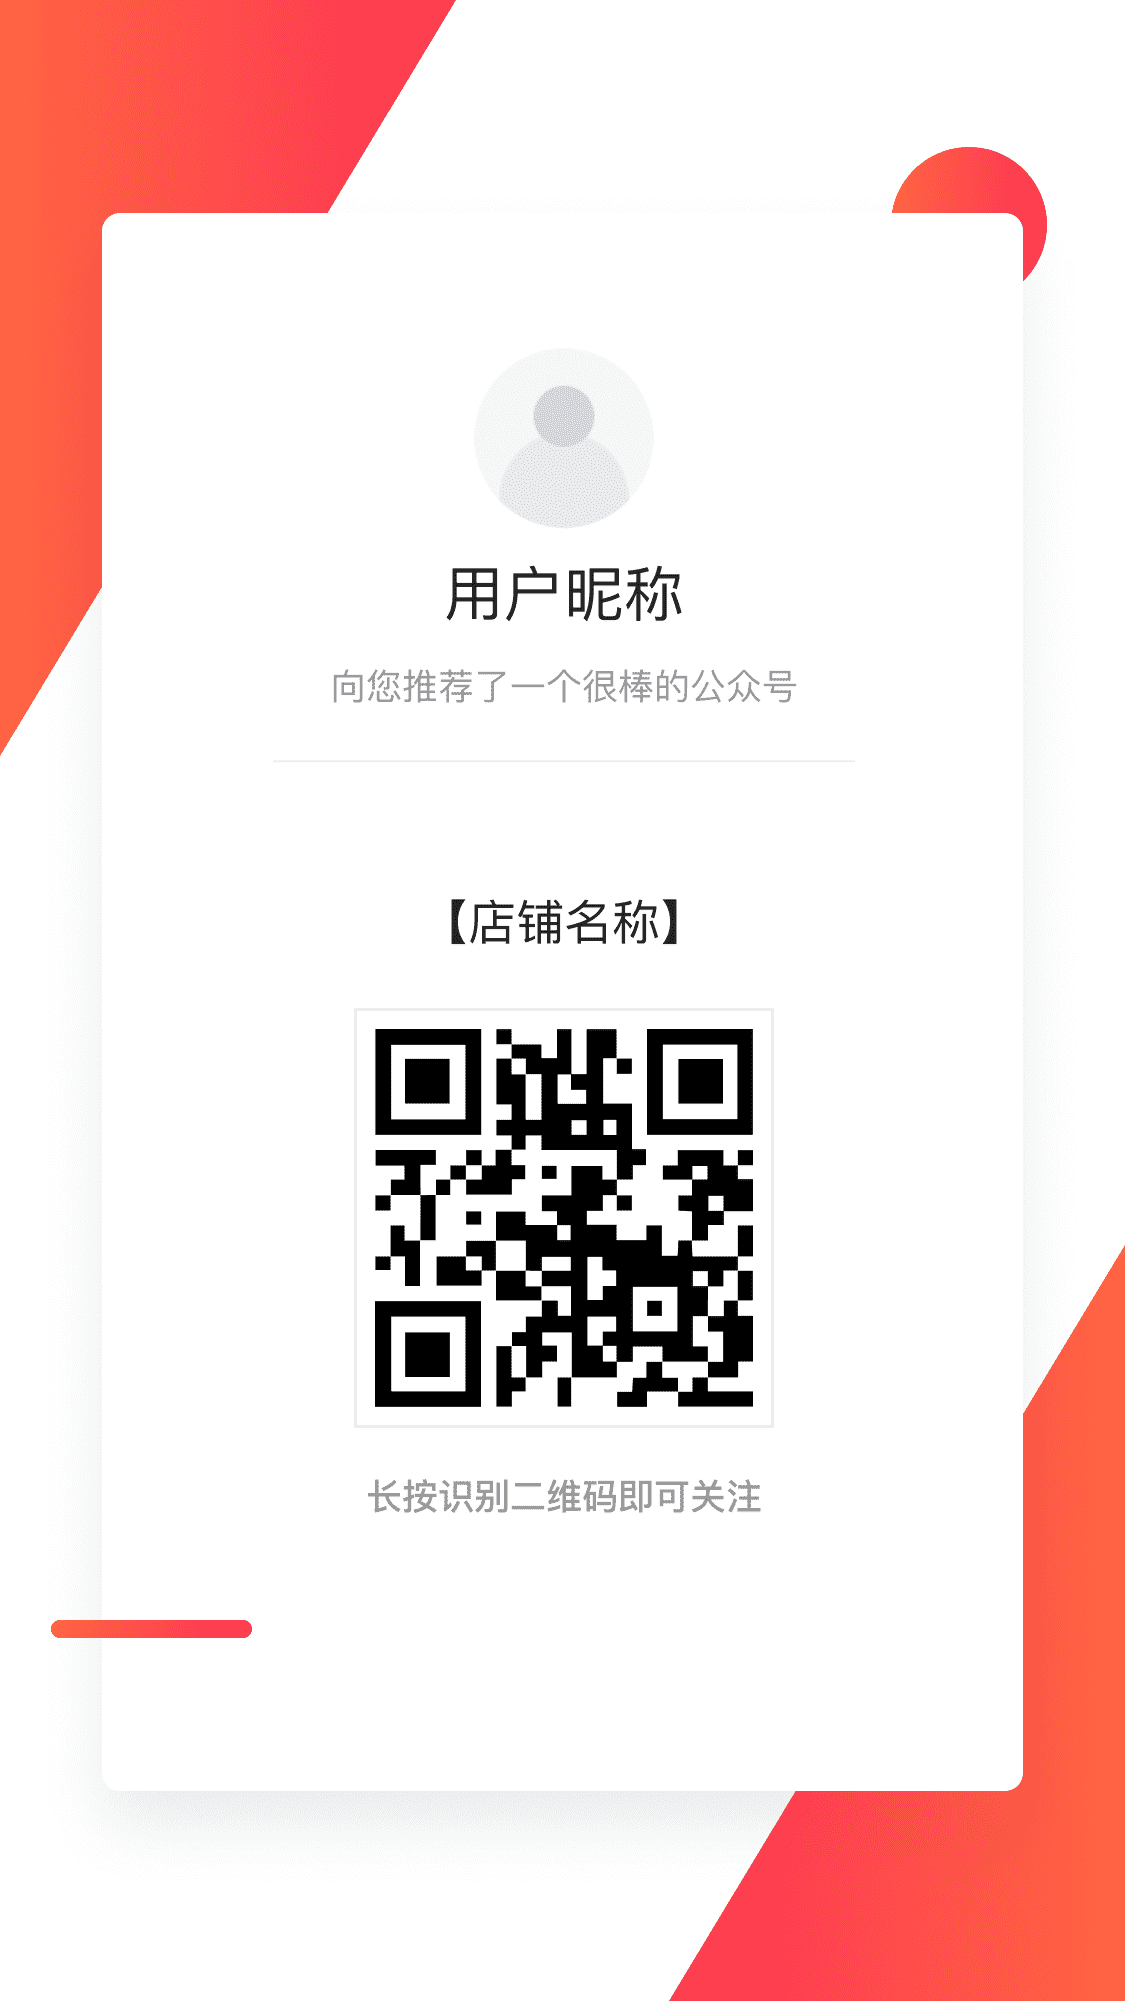 用户昵称
向您推荐了一个很棒的公众号
【店铺名称】
长按识别二维码即可关注